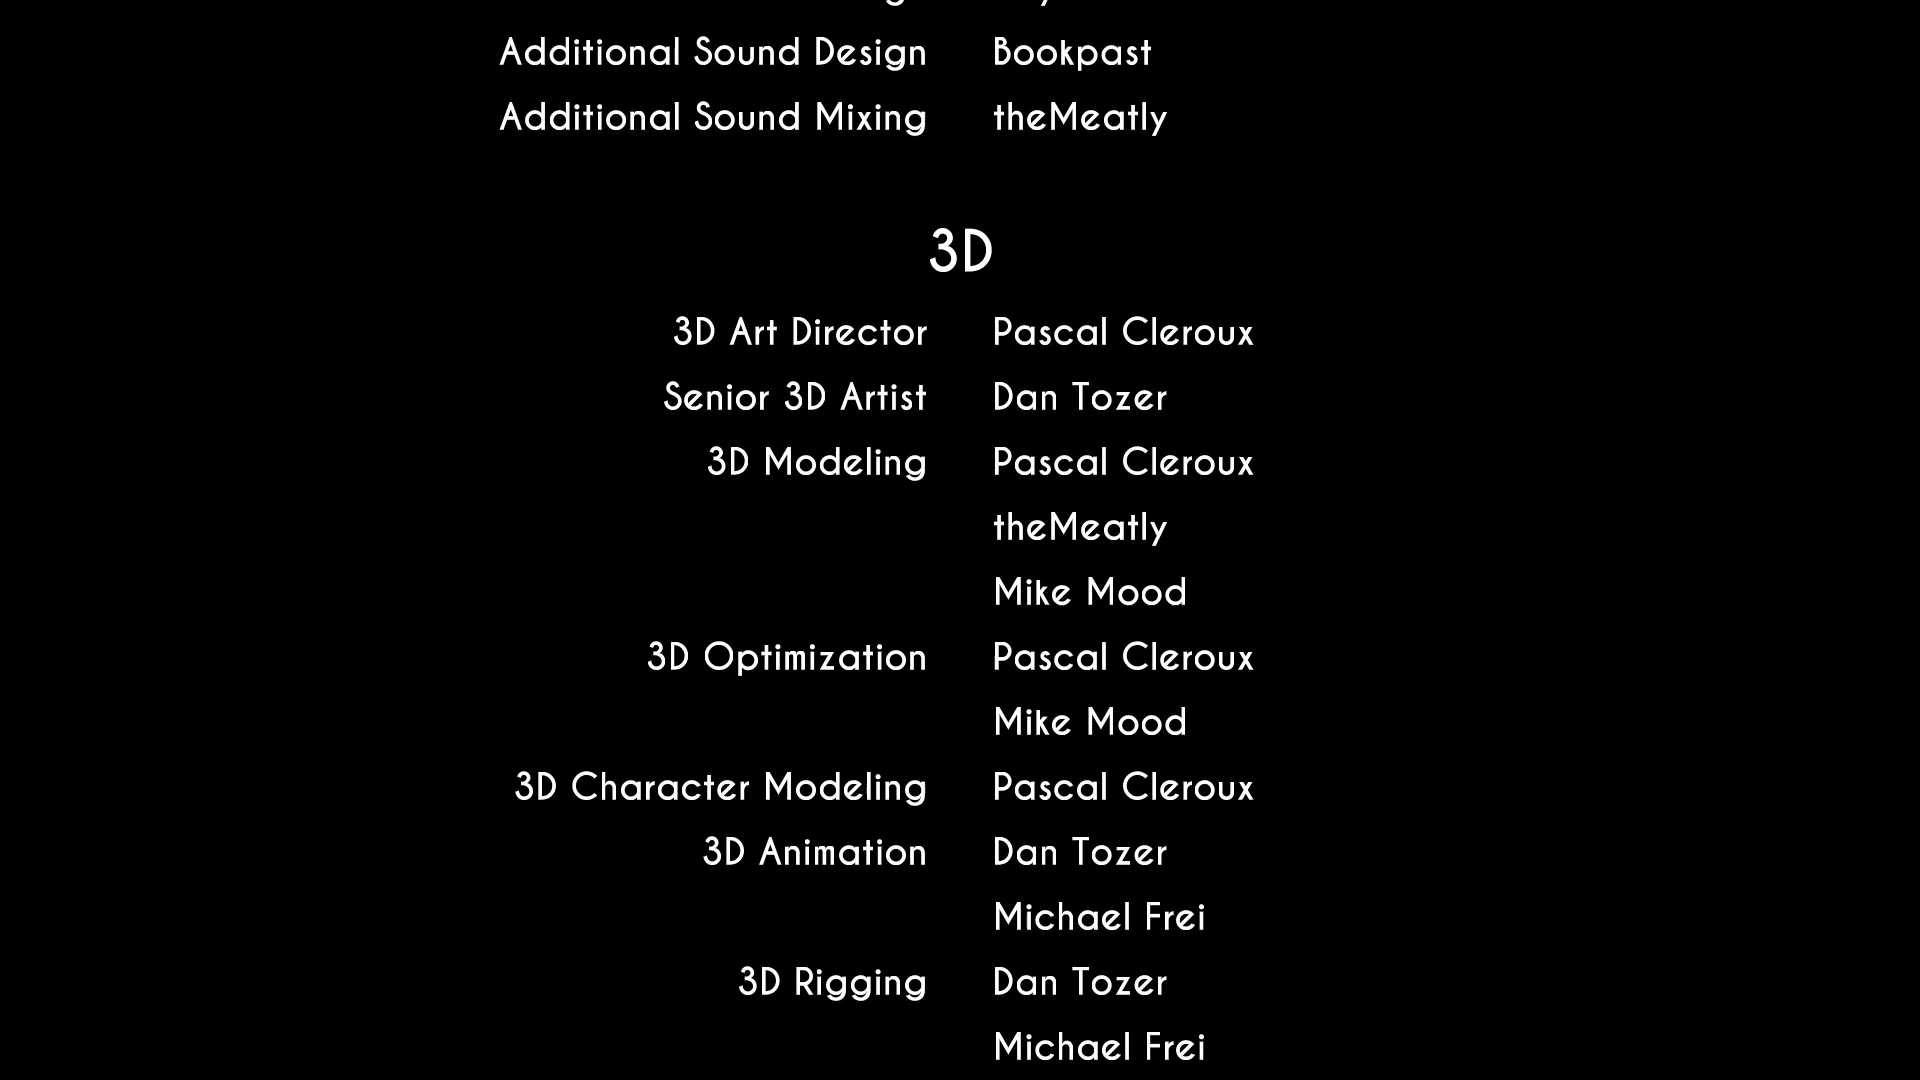 Additional Sound Design Bookpast
Additional Sound Mixing theMeatly
3D
3D Art Director Pascal Cleroux
Senior 3D Artist Dan Tozer
3D Modeling Pascal Cleroux
theMeatly
Mike Mood
3D Optimization Pascal Cleroux
Mike Mood
3D Character Modeling Pascal Cleroux
3D Animation Dan Tozer
Michael Frei
3D Rigging Dan Tozer
Michael Frei